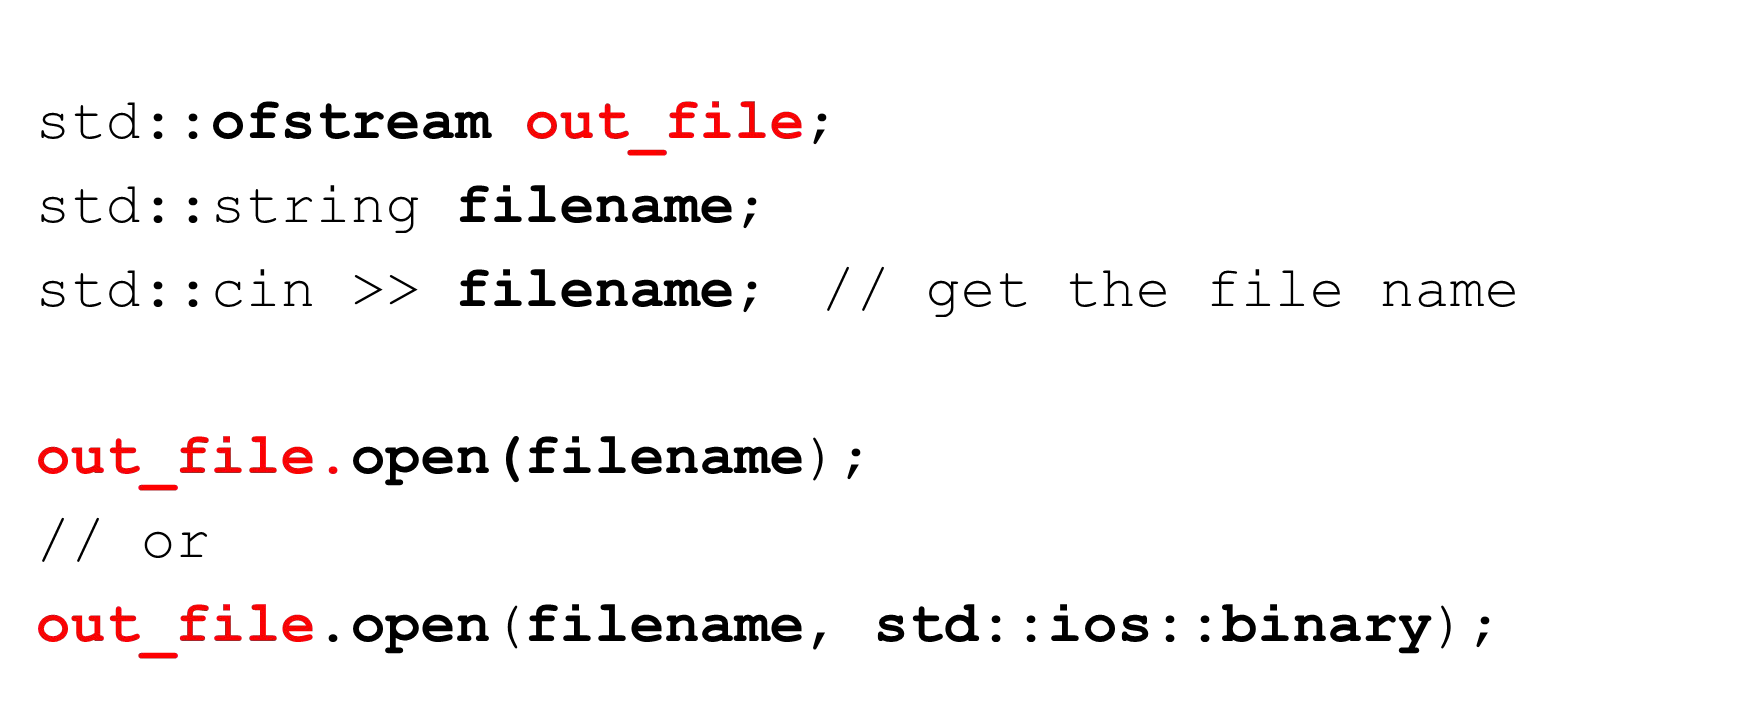 std::ofstream out_file;
std::string filename;
std::cin >> filename;  // get the file name
out_file.open(filename);
// or
out_file.open(filename, std::ios::binary);